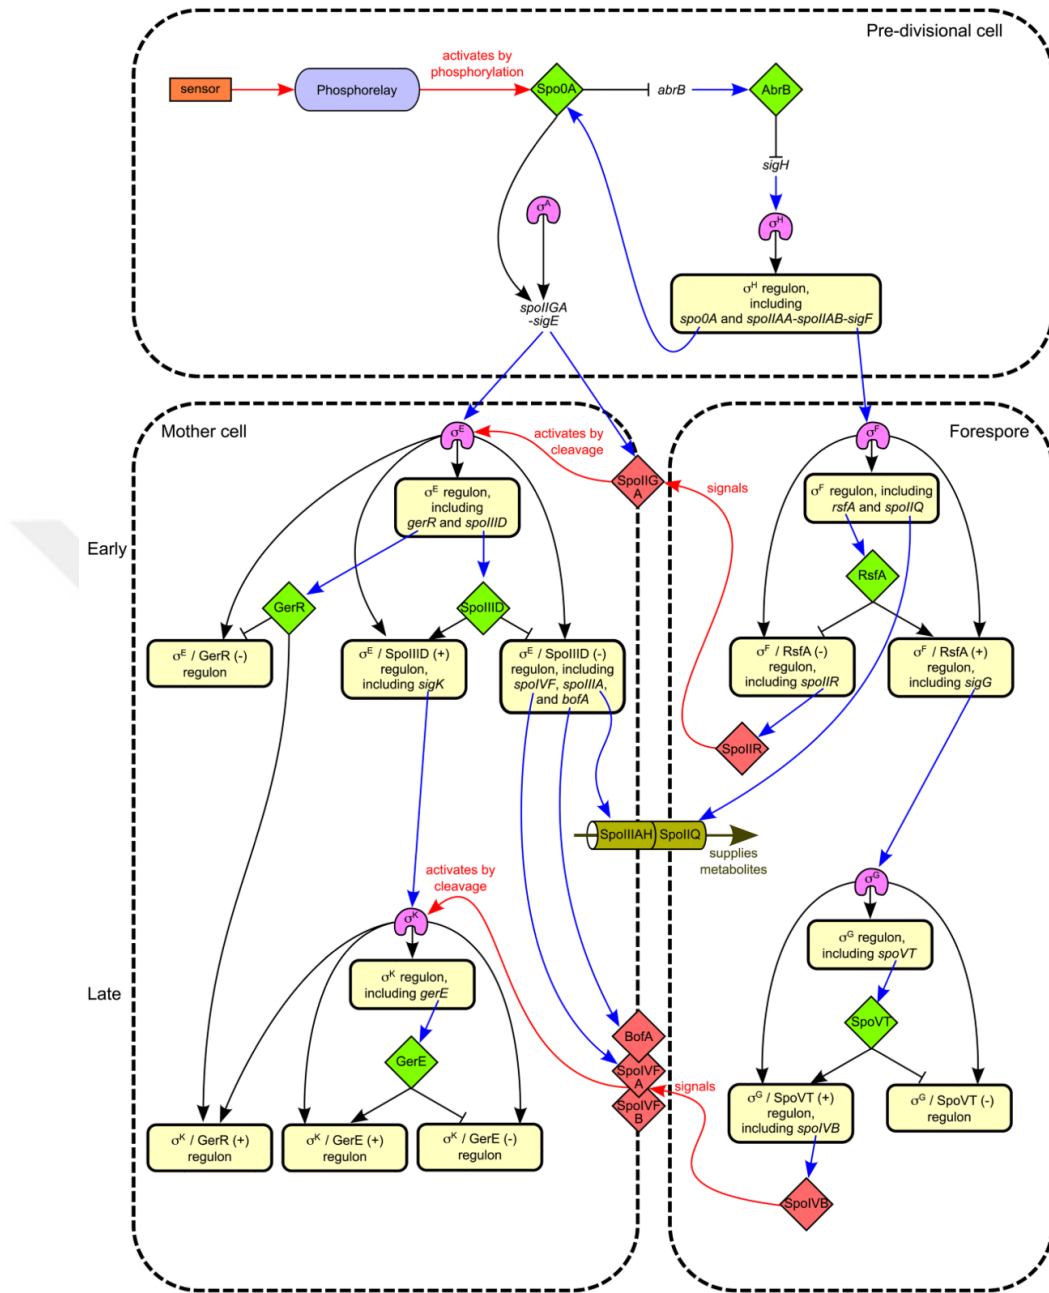 Pre-divisional cell
activates by
phosphorylation
sensor
Phosphorelay
Spo0A
abrB
AbrB
sigH
σA
σH
spoIIGA
-sigE
σH regulon,
including
spo0A and spoIIAA-spoIIAB-sigF
Mother cell
Forespore
σE
activates by
cleavage
σF
SpoIIG
A
signals
σE regulon,
including
gerR and spoIIID
σF regulon, including
rsfA and spoIIQ
Early
GerR
SpoIIID
RsfA
σE / GerR (-)
regulon
σE / SpoIIID (+)
regulon,
including sigK
σE / SpoIIID (-)
regulon, including
spoIVF, spoIIIA,
and bofA
σF / RsfA (-)
regulon,
including spoIIR
σF / RsfA (+)
regulon,
including sigG
SpoIIR
SpoIIIAH
SpoIIQ
supplies
metabolites
activates by
cleavage
σK
σG
σK regulon,
including gerE
σG regulon,
including spoVT
Late
GerE
SpoVT
BofA
SpoIVF
A
SpoIVF
B
signals
σK / GerR (+)
regulon
σK / GerE (+)
regulon
σK / GerE (-)
regulon
σG / SpoVT (+)
regulon,
including spoIVB
σG / SpoVT (-)
regulon
SpoIVB